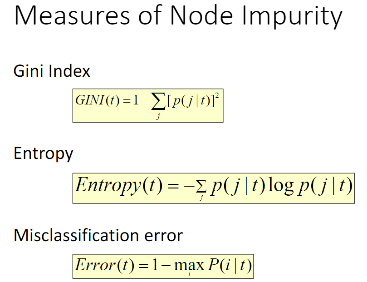 Measures of Node Impurity
Gini Index
GINI(t) = 1 ∑[p(j|t)]²
j
Entropy
Entropy(t) = −∑ p(j|t) log p(j|t)
j
Misclassification error
Error(t) = 1 − max P(i|t)
i